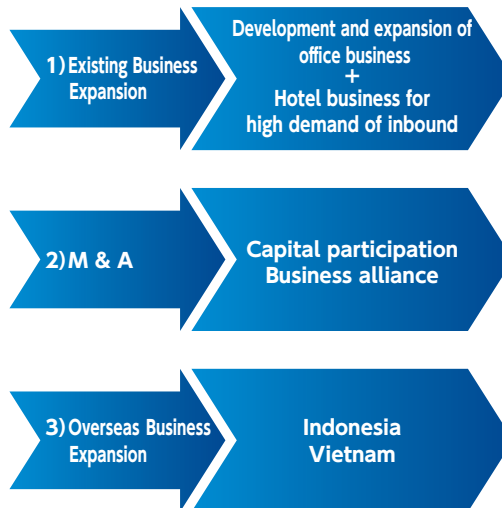 1) Existing Business
Expansion
Development and expansion of
office business
+
Hotel business for
high demand of inbound
2) M & A
Capital participation
Business alliance
3) Overseas Business
Expansion
Indonesia
Vietnam